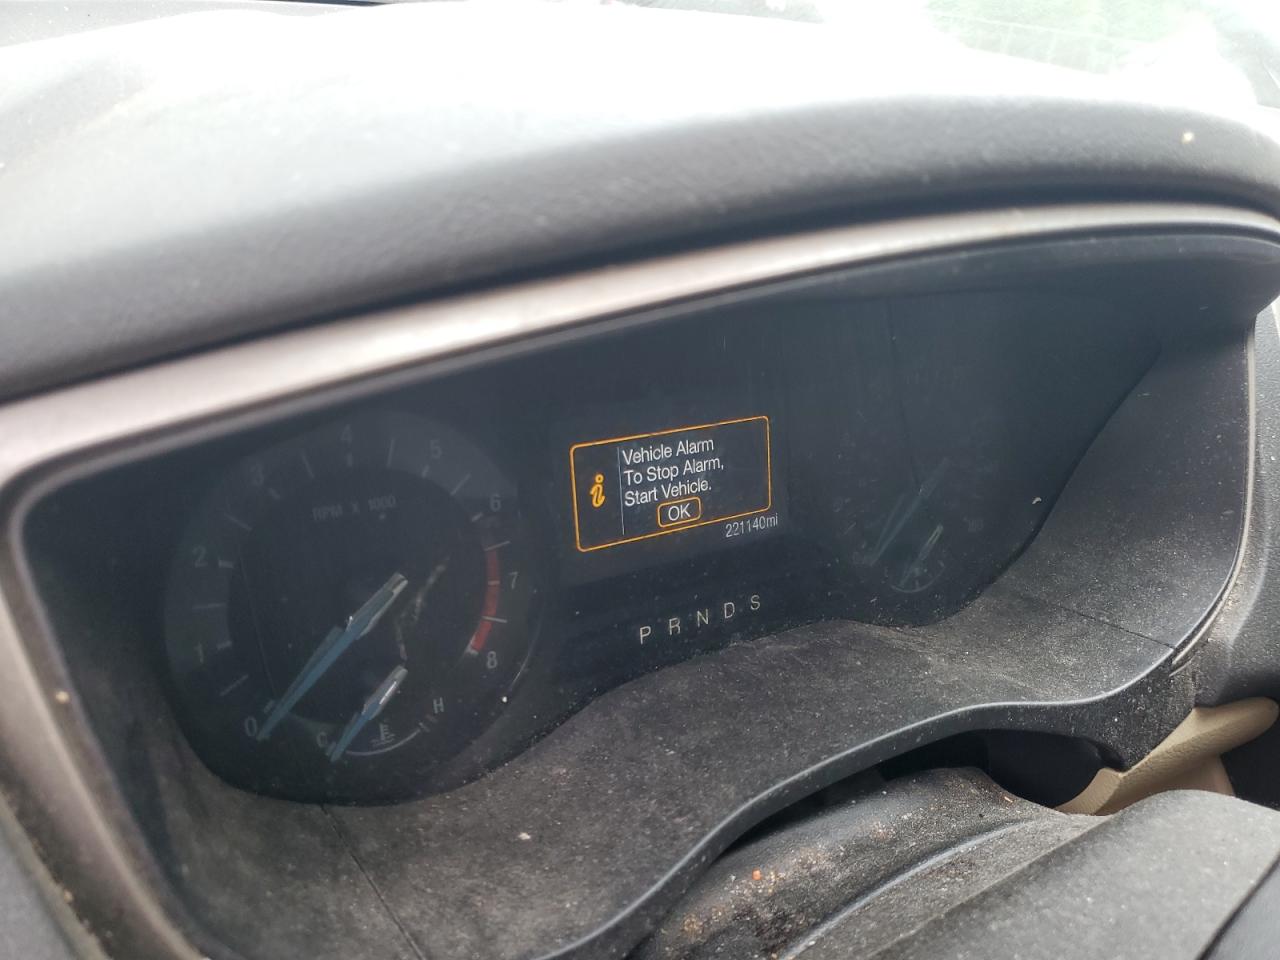 Vehicle Alarm
To Stop Alarm,
Start Vehicle.
OK
221140mi
P R N D S
RPM X 1000
0
1
2
3
4
5
6
7
8
C
H